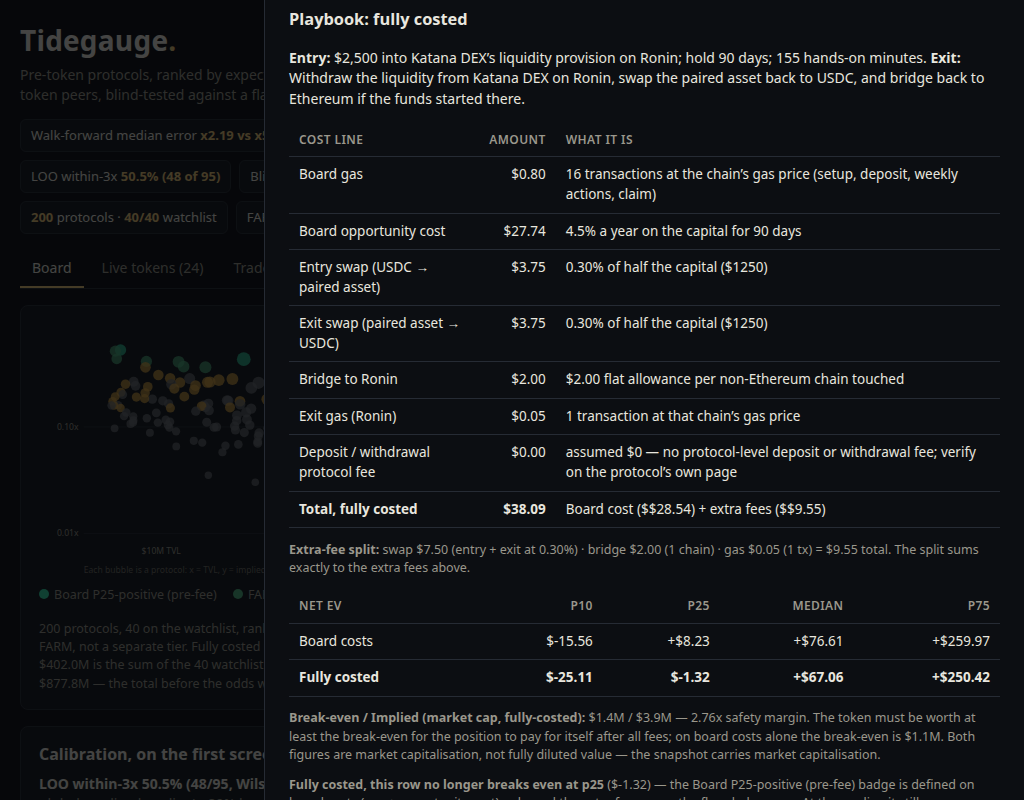 Tidegauge.
Pre-token protocols, ranked by expec
token peers, blind-tested against a fla
Walk-forward median error x2.19 vs x5
LOO within-3x 50.5% (48 of 95)
Bli
200 protocols · 40/40 watchlist
FAR
Board
Live tokens (24)
Trad
0.10x
0.01x
$10M TVL
Each bubble is a protocol: x = TVL, y = implied
Board P25-positive (pre-fee)
FA
200 protocols, 40 on the watchlist, ran
FARM, not a separate tier. Fully costed
$402.0M is the sum of the 40 watchlist
$877.8M — the total before the odds w
Calibration, on the first scree
LOO within-3x 50.5% (48/95, Wils
Playbook: fully costed
Entry: $2,500 into Katana DEX's liquidity provision on Ronin; hold 90 days; 155 hands-on minutes. Exit:
Withdraw the liquidity from Katana DEX on Ronin, swap the paired asset back to USDC, and bridge back to
Ethereum if the funds started there.
COST LINE AMOUNT WHAT IT IS
Board gas $0.80 16 transactions at the chain's gas price (setup, deposit, weekly
actions, claim)
Board opportunity cost $27.74 4.5% a year on the capital for 90 days
Entry swap (USDC → $3.75 0.30% of half the capital ($1250)
paired asset)
Exit swap (paired asset → $3.75 0.30% of half the capital ($1250)
USDC)
Bridge to Ronin $2.00 $2.00 flat allowance per non-Ethereum chain touched
Exit gas (Ronin) $0.05 1 transaction at that chain's gas price
Deposit / withdrawal $0.00 assumed $0 — no protocol-level deposit or withdrawal fee; verify
protocol fee on the protocol's own page
Total, fully costed $38.09 Board cost ($$28.54) + extra fees ($$9.55)
Extra-fee split: swap $7.50 (entry + exit at 0.30%) · bridge $2.00 (1 chain) · gas $0.05 (1 tx) = $9.55 total. The split sums
exactly to the extra fees above.
NET EV P10 P25 MEDIAN P75
Board costs $-15.56 +$8.23 +$76.61 +$259.97
Fully costed $-25.11 $-1.32 +$67.06 +$250.42
Break-even / Implied (market cap, fully-costed): $1.4M / $3.9M — 2.76x safety margin. The token must be worth at
least the break-even for the position to pay for itself after all fees; on board costs alone the break-even is $1.1M. Both
figures are market capitalisation, not fully diluted value — the snapshot carries market capitalisation.
Fully costed, this row no longer breaks even at p25 ($-1.32) — the Board P25-positive (pre-fee) badge is defined on